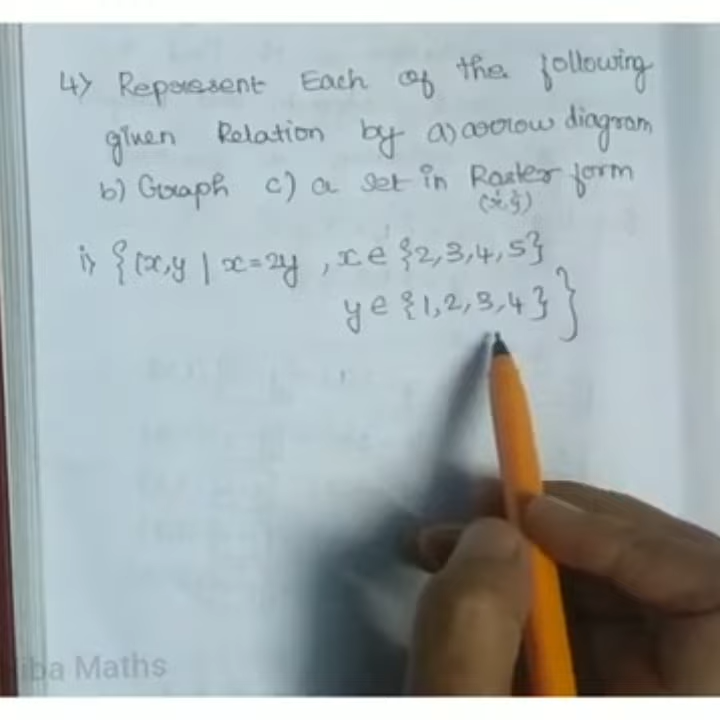 4) Represent Each of the following
given Relation by a) arrow diagram
b) Graph c) a set in Roster form
(x,y)
i) {(x,y | x=2y , x∈ {2,3,4,5}
y ∈ {1,2,3,4} }
iba Maths